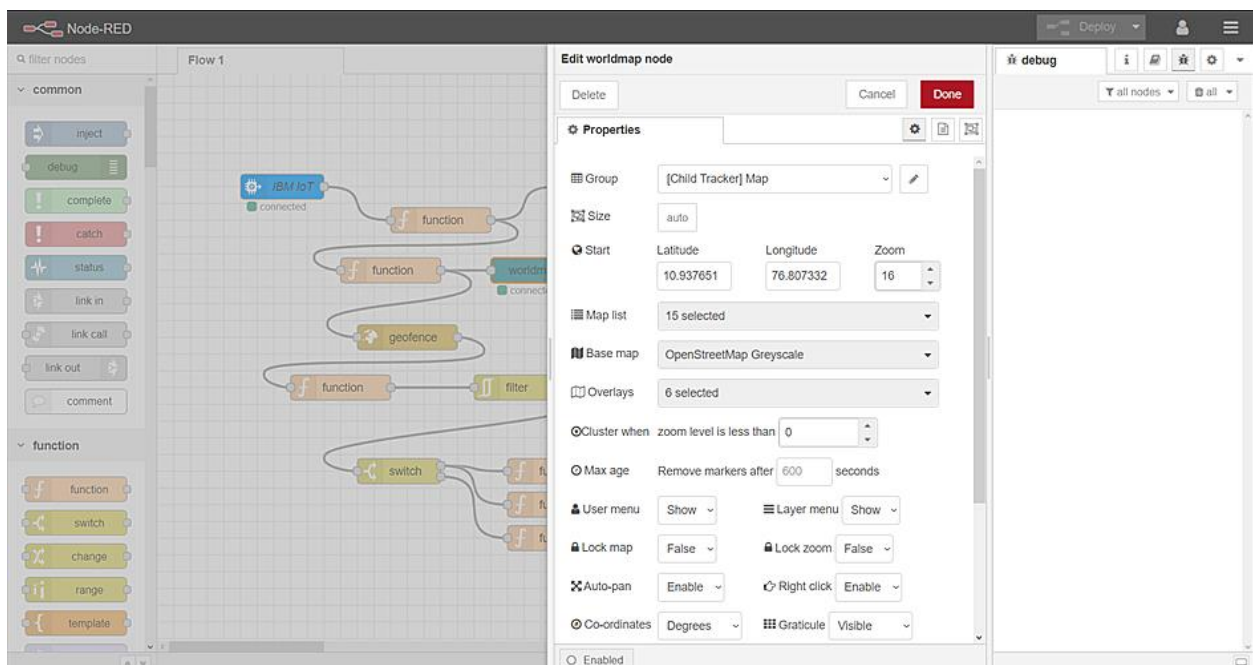 Node-RED
Deploy
filter nodes
common
inject
debug
complete
catch
status
link in
link call
link out
comment
function
function
switch
change
range
template
Flow 1
IBM IoT
connected
function
function
worldm
connect
geofence
function
filter
switch
fu
fu
fu
Edit worldmap node
Delete
Cancel Done
Properties
Group [Child Tracker] Map
Size auto
Start Latitude Longitude Zoom
10.937651 76.807332 16
Map list 15 selected
Base map OpenStreetMap Greyscale
Overlays 6 selected
Cluster when zoom level is less than 0
Max age Remove markers after 600 seconds
User menu Show Layer menu Show
Lock map False Lock zoom False
Auto-pan Enable Right click Enable
Co-ordinates Degrees Graticule Visible
Enabled
debug i
all nodes all